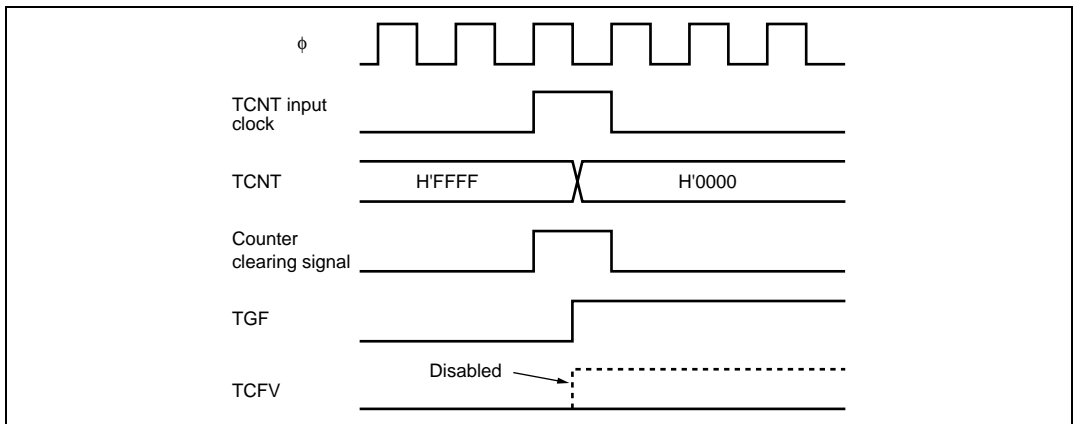 ϕ
TCNT input
clock
TCNT
H'FFFF
H'0000
Counter
clearing signal
TGF
Disabled
TCFV